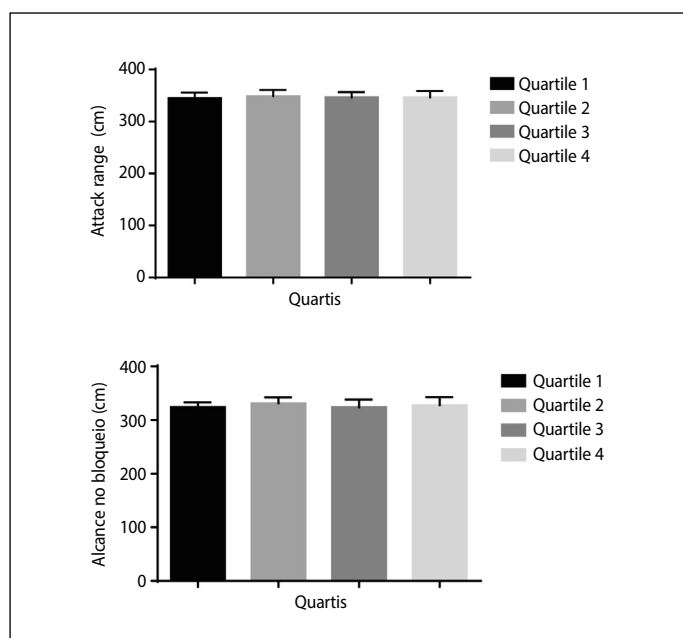 Attack range (cm)
400
300
200
100
0
Quartis
Quartile 1
Quartile 2
Quartile 3
Quartile 4
Alcance no bloqueio (cm)
400
300
200
100
0
Quartis
Quartile 1
Quartile 2
Quartile 3
Quartile 4